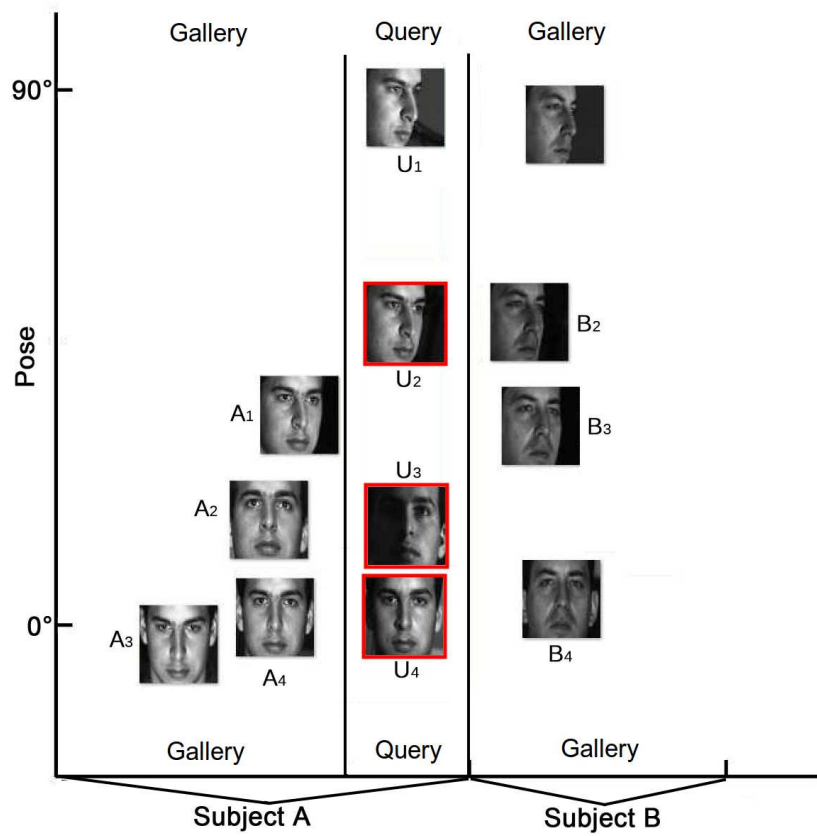 Gallery
Query
Gallery
90°
U1
Pose
B2
U2
A1
B3
U3
A2
0°
A3
A4
U4
B4
Gallery
Query
Gallery
Subject A
Subject B